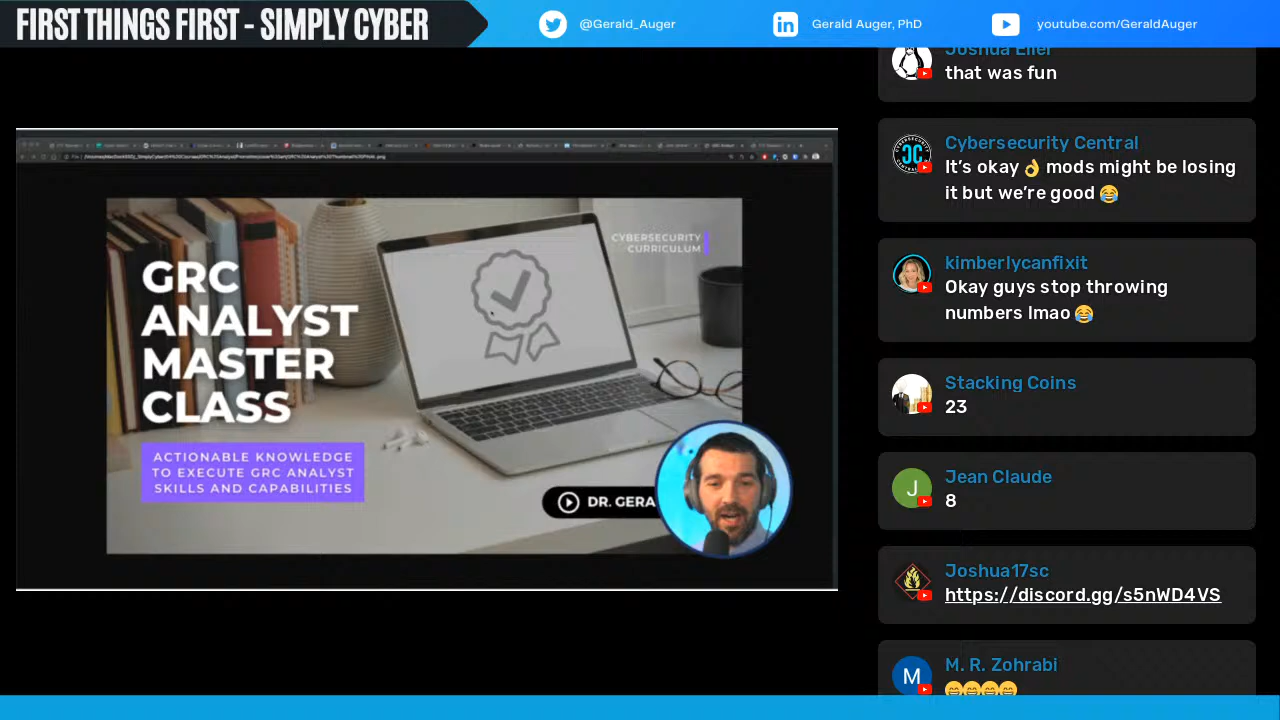 FIRST THINGS FIRST - SIMPLY CYBER
@Gerald_Auger
Gerald Auger, PhD
youtube.com/GeraldAuger
CYBERSECURITY
CURRICULUM
GRC
ANALYST
MASTER
CLASS
ACTIONABLE KNOWLEDGE
TO EXECUTE GRC ANALYST
SKILLS AND CAPABILITIES
DR. GERA
Joshua Eller
that was fun
Cybersecurity Central
It’s okay 👌 mods might be losing
it but we’re good 😂
kimberlycanfixit
Okay guys stop throwing
numbers lmao 😂
Stacking Coins
23
J
Jean Claude
8
Joshua17sc
https://discord.gg/s5nWD4VS
M
M. R. Zohrabi
😁😁😁😁